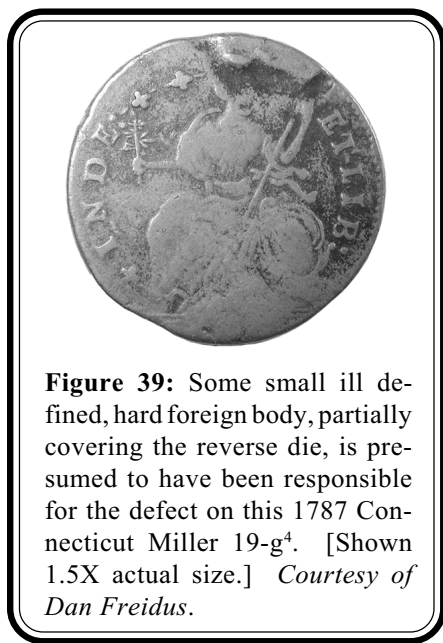 INDE:
ET LIB:
Figure 39: Some small ill de-
fined, hard foreign body, partially
covering the reverse die, is pre-
sumed to have been responsible
for the defect on this 1787 Con-
necticut Miller 19-g⁴. [Shown
1.5X actual size.] Courtesy of
Dan Freidus.